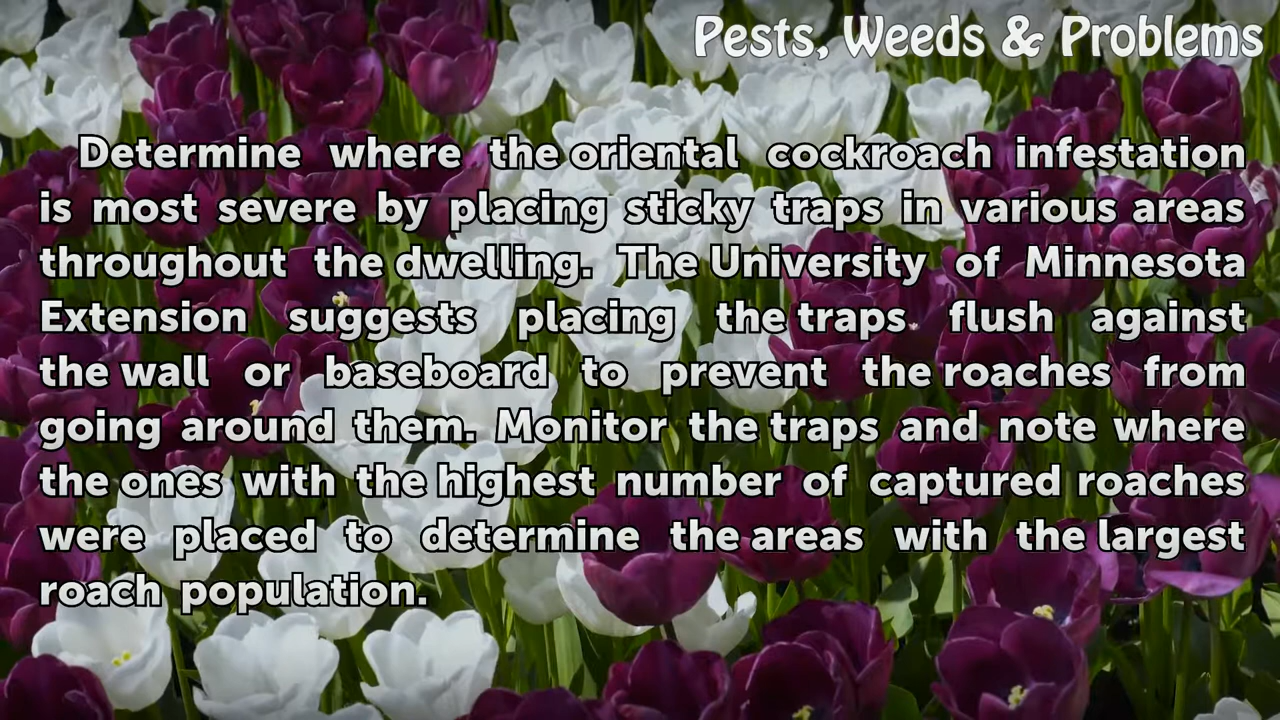 Pests, Weeds & Problems
Determine where the oriental cockroach infestation
is most severe by placing sticky traps in various areas
throughout the dwelling. The University of Minnesota
Extension suggests placing the traps flush against
the wall or baseboard to prevent the roaches from
going around them. Monitor the traps and note where
the ones with the highest number of captured roaches
were placed to determine the areas with the largest
roach population.